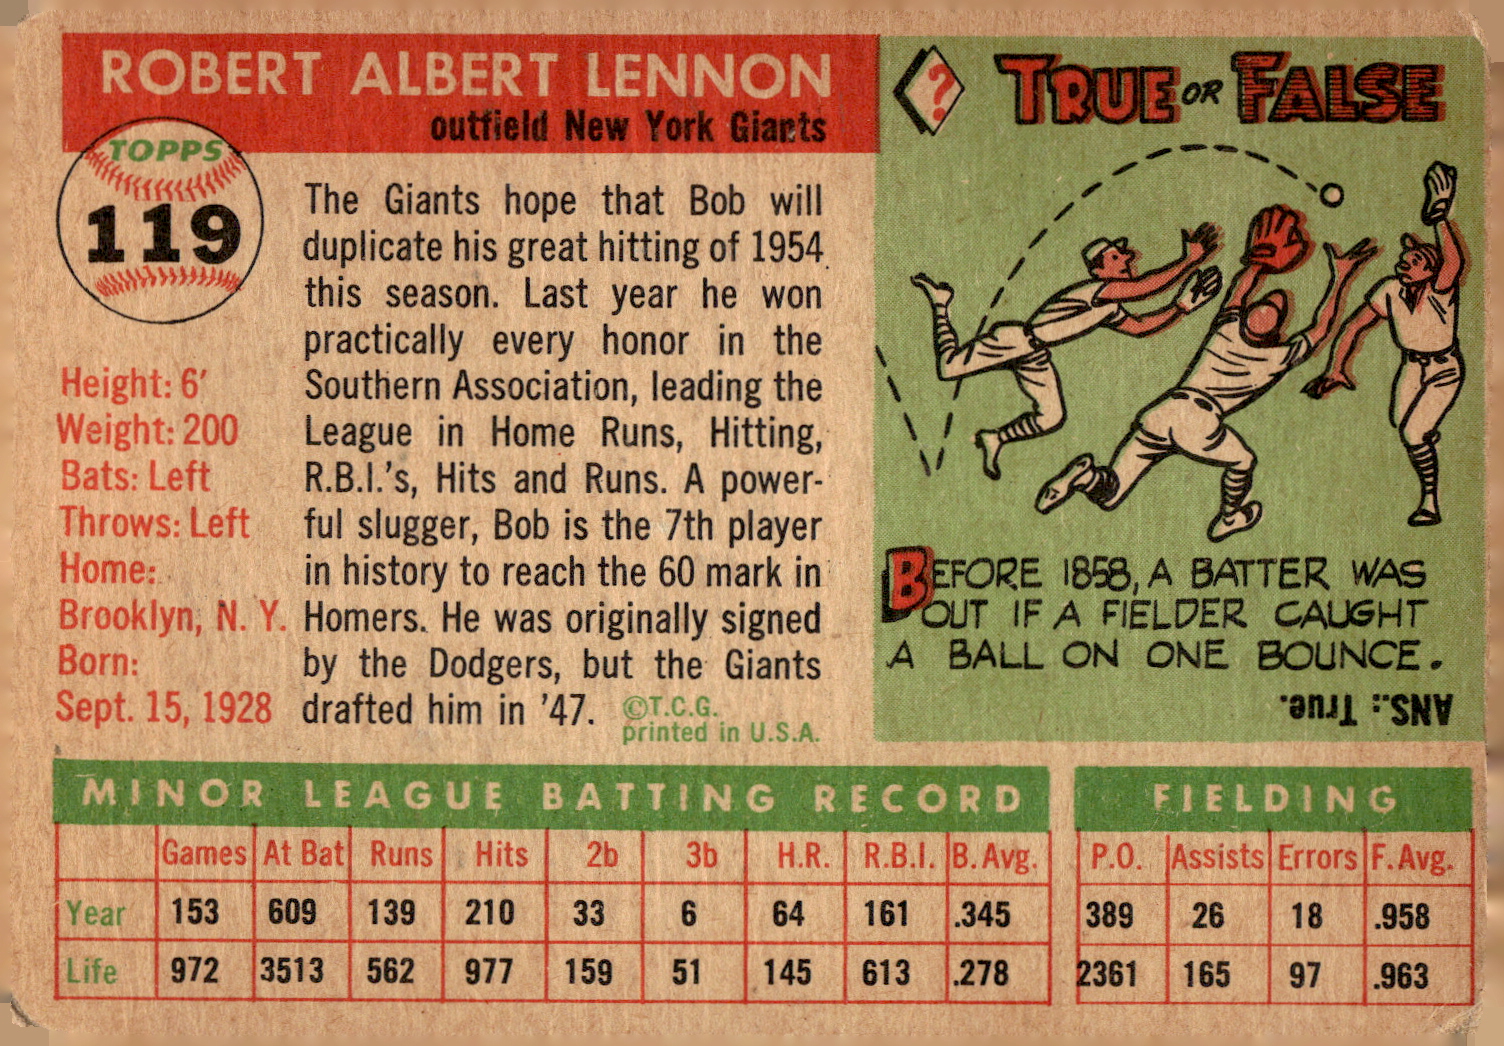 ROBERT ALBERT LENNON
outfield New York Giants
TOPPS
119
Height: 6'
Weight: 200
Bats: Left
Throws: Left
Home:
Brooklyn, N. Y.
Born:
Sept. 15, 1928
The Giants hope that Bob will
duplicate his great hitting of 1954
this season. Last year he won
practically every honor in the
Southern Association, leading the
League in Home Runs, Hitting,
R.B.I.'s, Hits and Runs. A power-
ful slugger, Bob is the 7th player
in history to reach the 60 mark in
Homers. He was originally signed
by the Dodgers, but the Giants
drafted him in '47.
©T.C.G.
printed in U.S.A.
?
TRUE OR FALSE
BEFORE 1858, A BATTER WAS
OUT IF A FIELDER CAUGHT
A BALL ON ONE BOUNCE.
ANS.: True.
MINOR LEAGUE BATTING RECORD
Games At Bat Runs Hits 2b 3b H.R. R.B.I. B. Avg.
Year 153 609 139 210 33 6 64 161 .345
Life 972 3513 562 977 159 51 145 613 .278
FIELDING
P.O. Assists Errors F. Avg.
389 26 18 .958
2361 165 97 .963